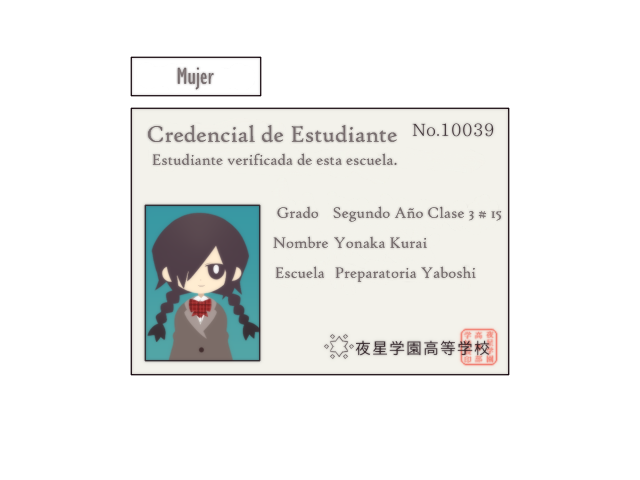 Mujer
Credencial de Estudiante No.10039
Estudiante verificada de esta escuela.
Grado Segundo Año Clase 3 # 15
Nombre Yonaka Kurai
Escuela Preparatoria Yaboshi
夜星学園高等学校